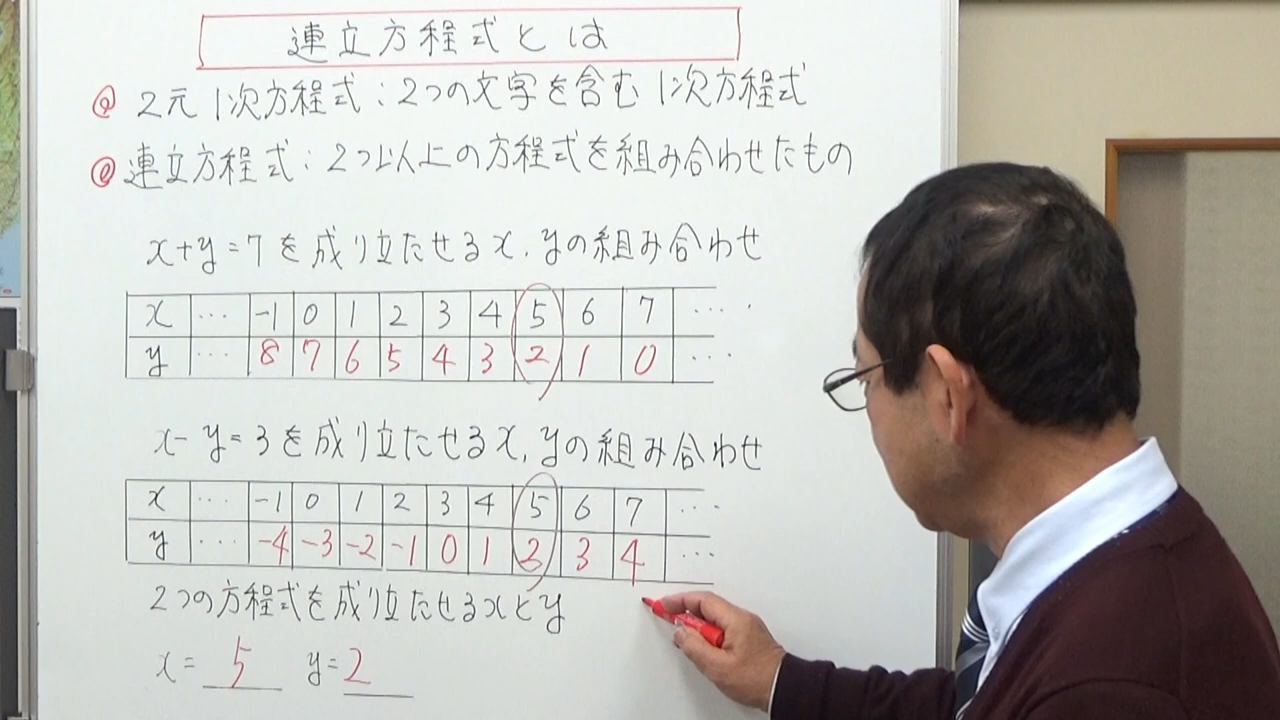 連立方程式とは
@ 2元1次方程式:2つの文字を含む1次方程式
@ 連立方程式:2つ以上の方程式を組み合わせたもの
x+y=7を成り立たせるx,yの組み合わせ
x … -1 0 1 2 3 4 5 6 7 …
y … 8 7 6 5 4 3 2 1 0 …
x-y=3を成り立たせるx,yの組み合わせ
x … -1 0 1 2 3 4 5 6 7 …
y … -4 -3 -2 -1 0 1 2 3 4 …
2つの方程式を成り立たせるxとy
x=5 y=2